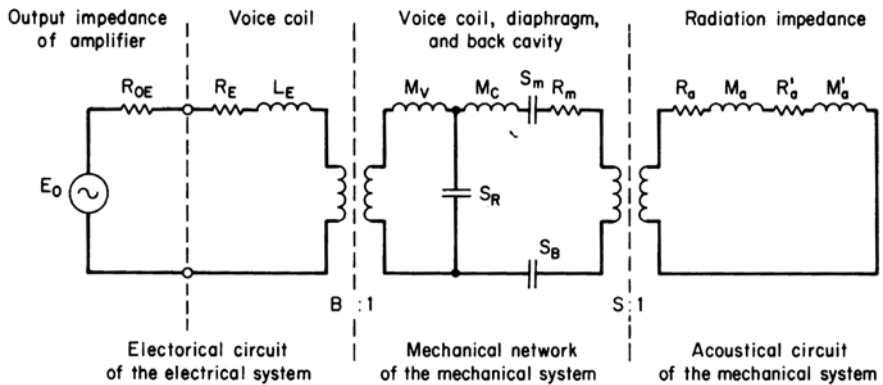 Output impedance
of amplifier
Voice coil
Voice coil, diaphragm,
and back cavity
Radiation impedance
R_OE
R_E
L_E
M_V
M_C
S_m
R_m
R_a
M_a
R'_a
M'_a
E_O
S_R
S_B
B :1
S:1
Electorical circuit
of the electrical system
Mechanical network
of the mechanical system
Acoustical circuit
of the mechanical system